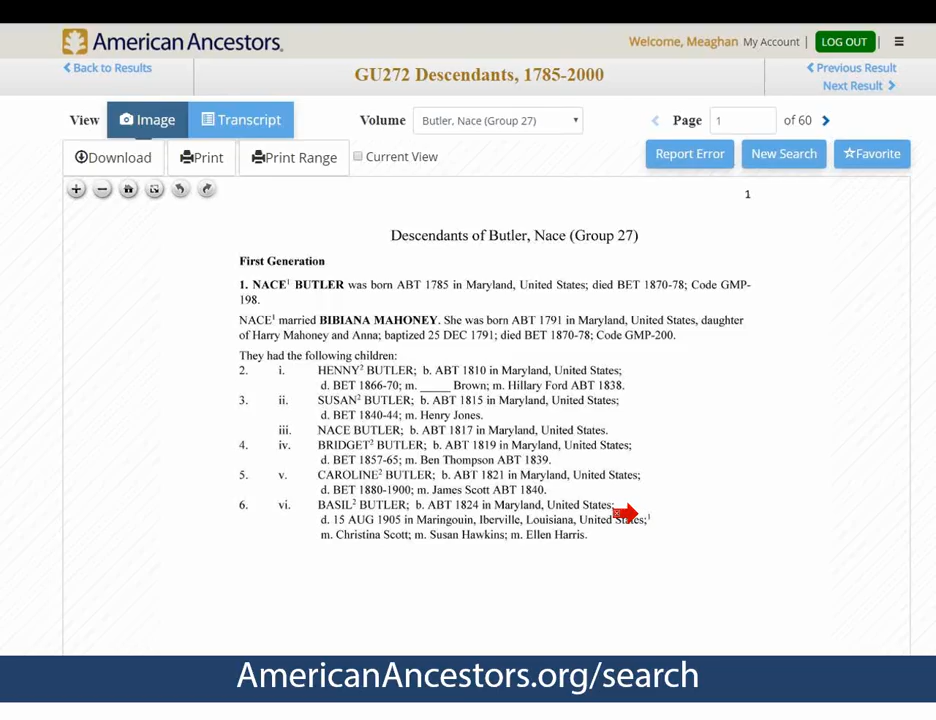 American Ancestors
Welcome, Meaghan My Account | LOG OUT |
Back to Results
GU272 Descendants, 1785-2000
Previous Result
Next Result
View Image Transcript Volume Butler, Nace (Group 27) Page 1 of 60
Download Print Print Range Current View Report Error New Search Favorite
1
Descendants of Butler, Nace (Group 27)
First Generation
1. NACE¹ BUTLER was born ABT 1785 in Maryland, United States; died BET 1870-78; Code GMP-
198.
NACE¹ married BIBIANA MAHONEY. She was born ABT 1791 in Maryland, United States, daughter
of Harry Mahoney and Anna; baptized 25 DEC 1791; died BET 1870-78; Code GMP-200.
They had the following children:
2. i. HENNY² BUTLER; b. ABT 1810 in Maryland, United States;
d. BET 1866-70; m. _____ Brown; m. Hillary Ford ABT 1838.
3. ii. SUSAN² BUTLER; b. ABT 1815 in Maryland, United States;
d. BET 1840-44; m. Henry Jones.
iii. NACE BUTLER; b. ABT 1817 in Maryland, United States.
4. iv. BRIDGET² BUTLER; b. ABT 1819 in Maryland, United States;
d. BET 1857-65; m. Ben Thompson ABT 1839.
5. v. CAROLINE² BUTLER; b. ABT 1821 in Maryland, United States;
d. BET 1880-1900; m. James Scott ABT 1840.
6. vi. BASIL² BUTLER; b. ABT 1824 in Maryland, United States;
d. 15 AUG 1905 in Maringouin, Iberville, Louisiana, United States;¹
m. Christina Scott; m. Susan Hawkins; m. Ellen Harris.
AmericanAncestors.org/search